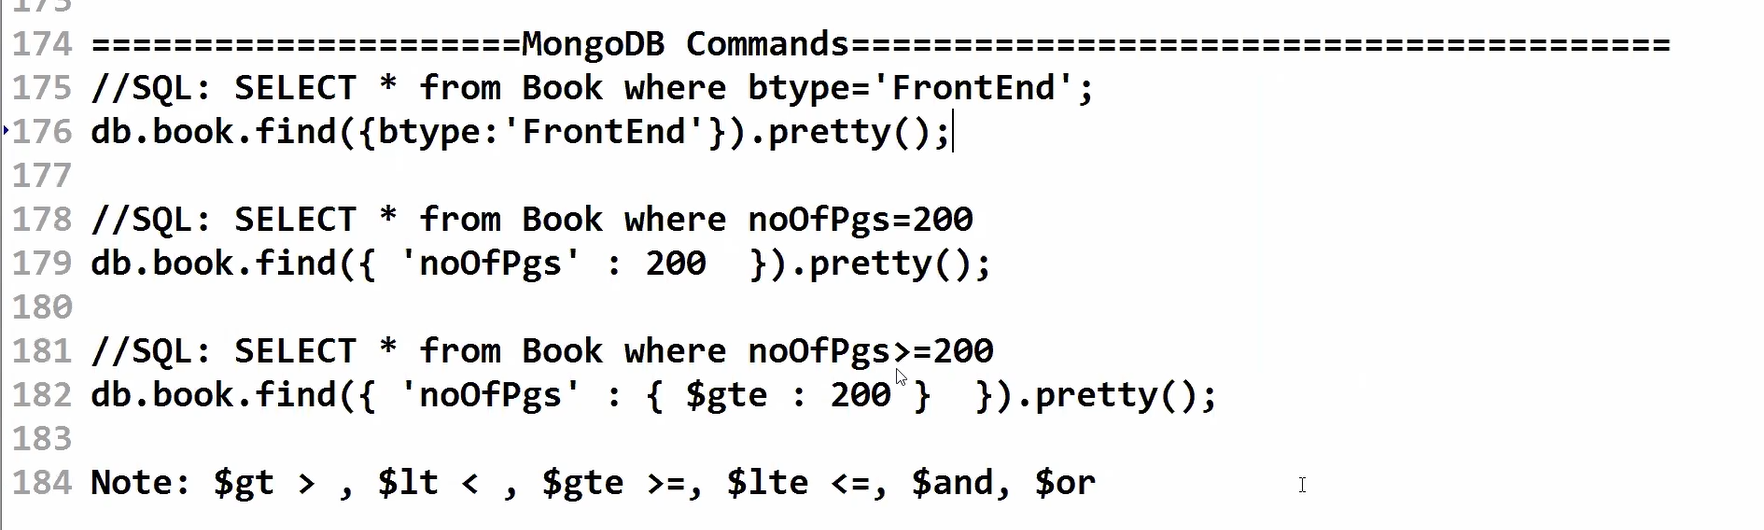 173
174 =====================MongoDB Commands========================================
175 //SQL: SELECT * from Book where btype='FrontEnd';
176 db.book.find({btype:'FrontEnd'}).pretty();
177
178 //SQL: SELECT * from Book where noOfPgs=200
179 db.book.find({ 'noOfPgs' : 200  }).pretty();
180
181 //SQL: SELECT * from Book where noOfPgs>=200
182 db.book.find({ 'noOfPgs' : { $gte : 200 }  }).pretty();
183
184 Note: $gt > , $lt < , $gte >=, $lte <=, $and, $or